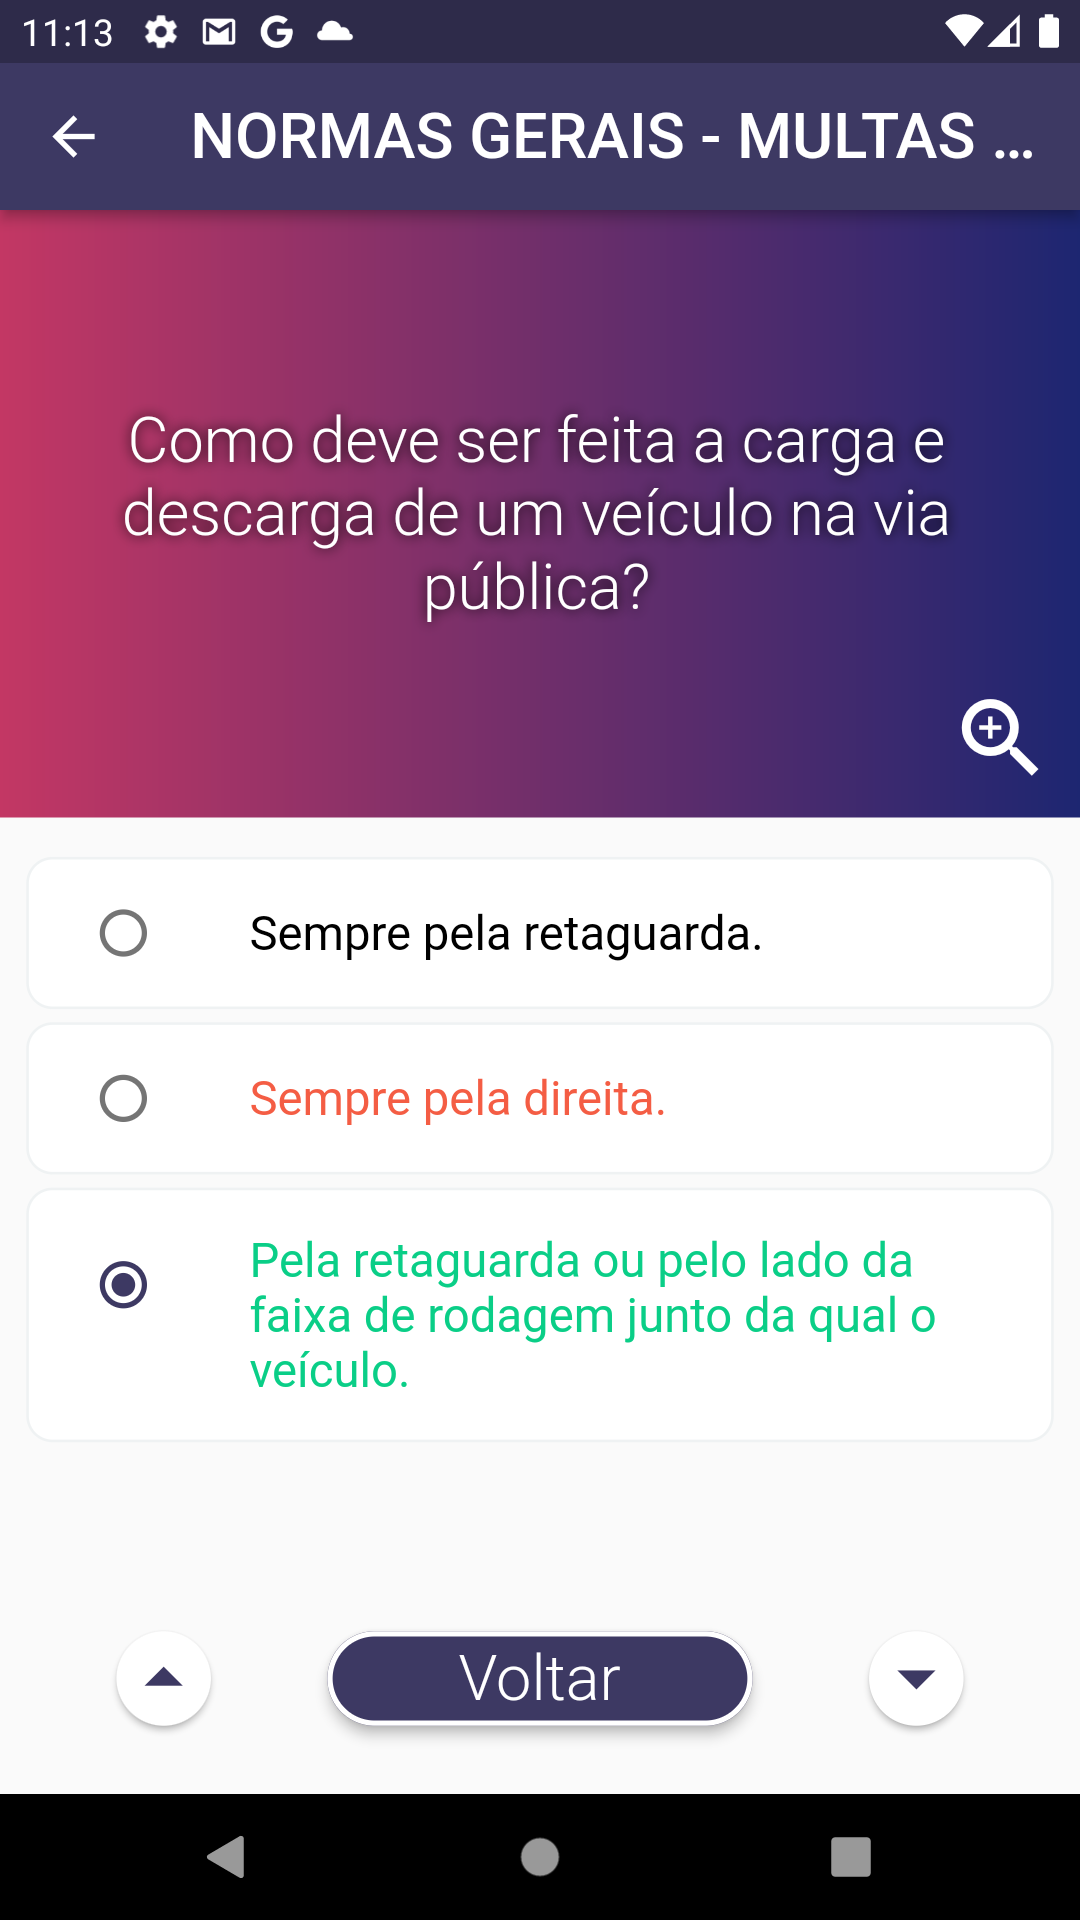 11:13
NORMAS GERAIS - MULTAS ...
Como deve ser feita a carga e
descarga de um veículo na via
pública?
Sempre pela retaguarda.
Sempre pela direita.
Pela retaguarda ou pelo lado da
faixa de rodagem junto da qual o
veículo.
Voltar